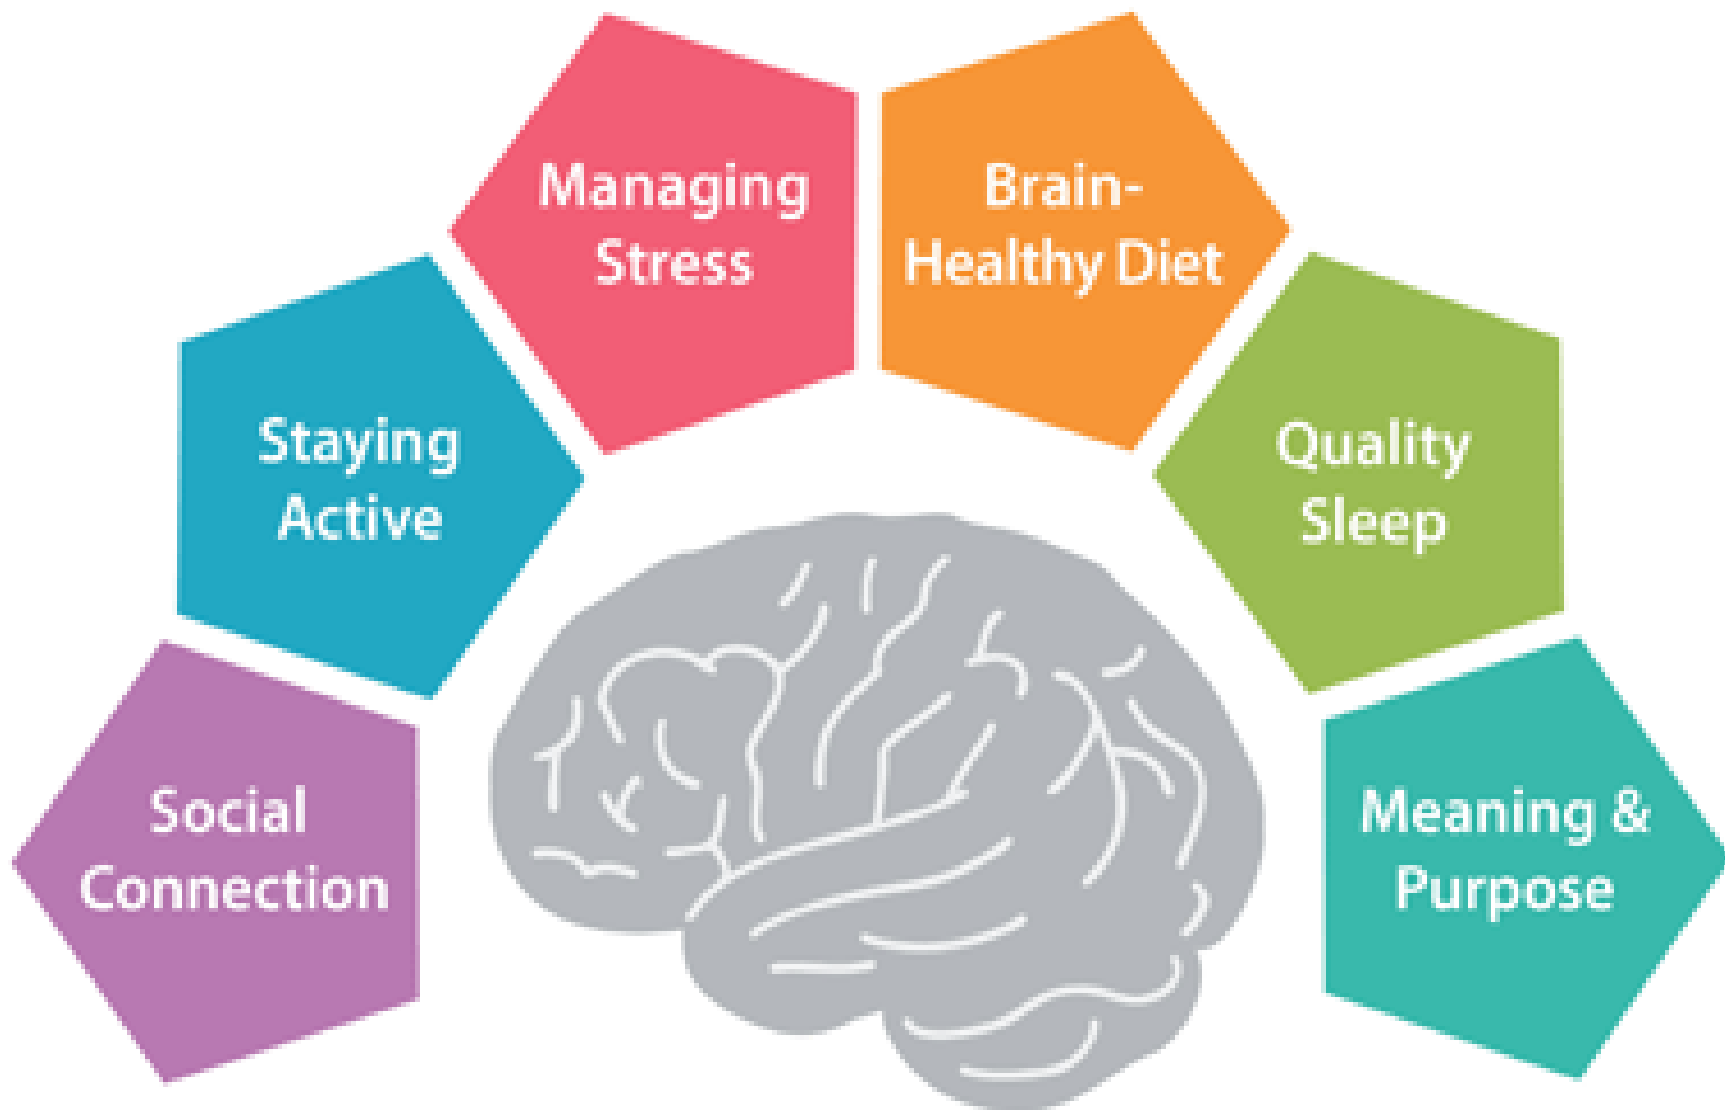 Managing
Stress
Brain-
Healthy Diet
Staying
Active
Quality
Sleep
Social
Connection
Meaning &
Purpose